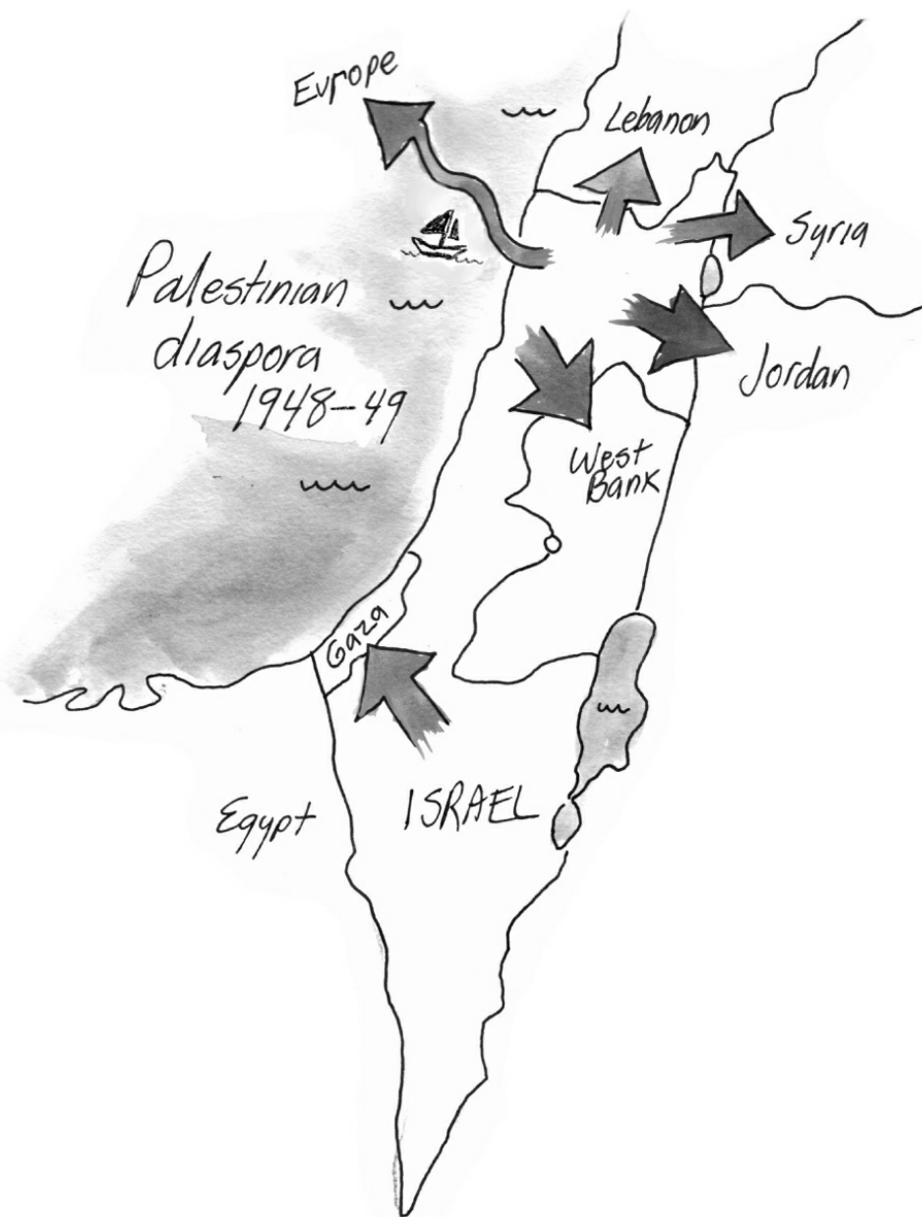 Europe
Lebanon
Syria
Palestinian
diaspora
1948-49
Jordan
West
Bank
Gaza
Egypt
ISRAEL